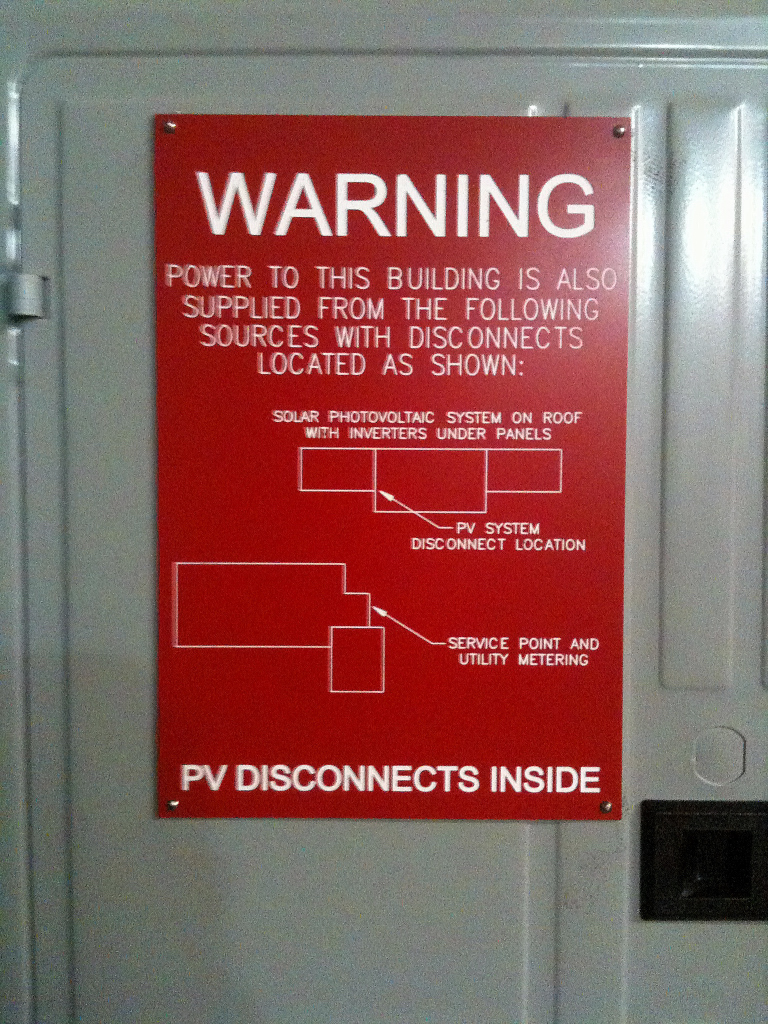 WARNING
POWER TO THIS BUILDING IS ALSO
SUPPLIED FROM THE FOLLOWING
SOURCES WITH DISCONNECTS
LOCATED AS SHOWN:
SOLAR PHOTOVOLTAIC SYSTEM ON ROOF
WITH INVERTERS UNDER PANELS
PV SYSTEM
DISCONNECT LOCATION
SERVICE POINT AND
UTILITY METERING
PV DISCONNECTS INSIDE